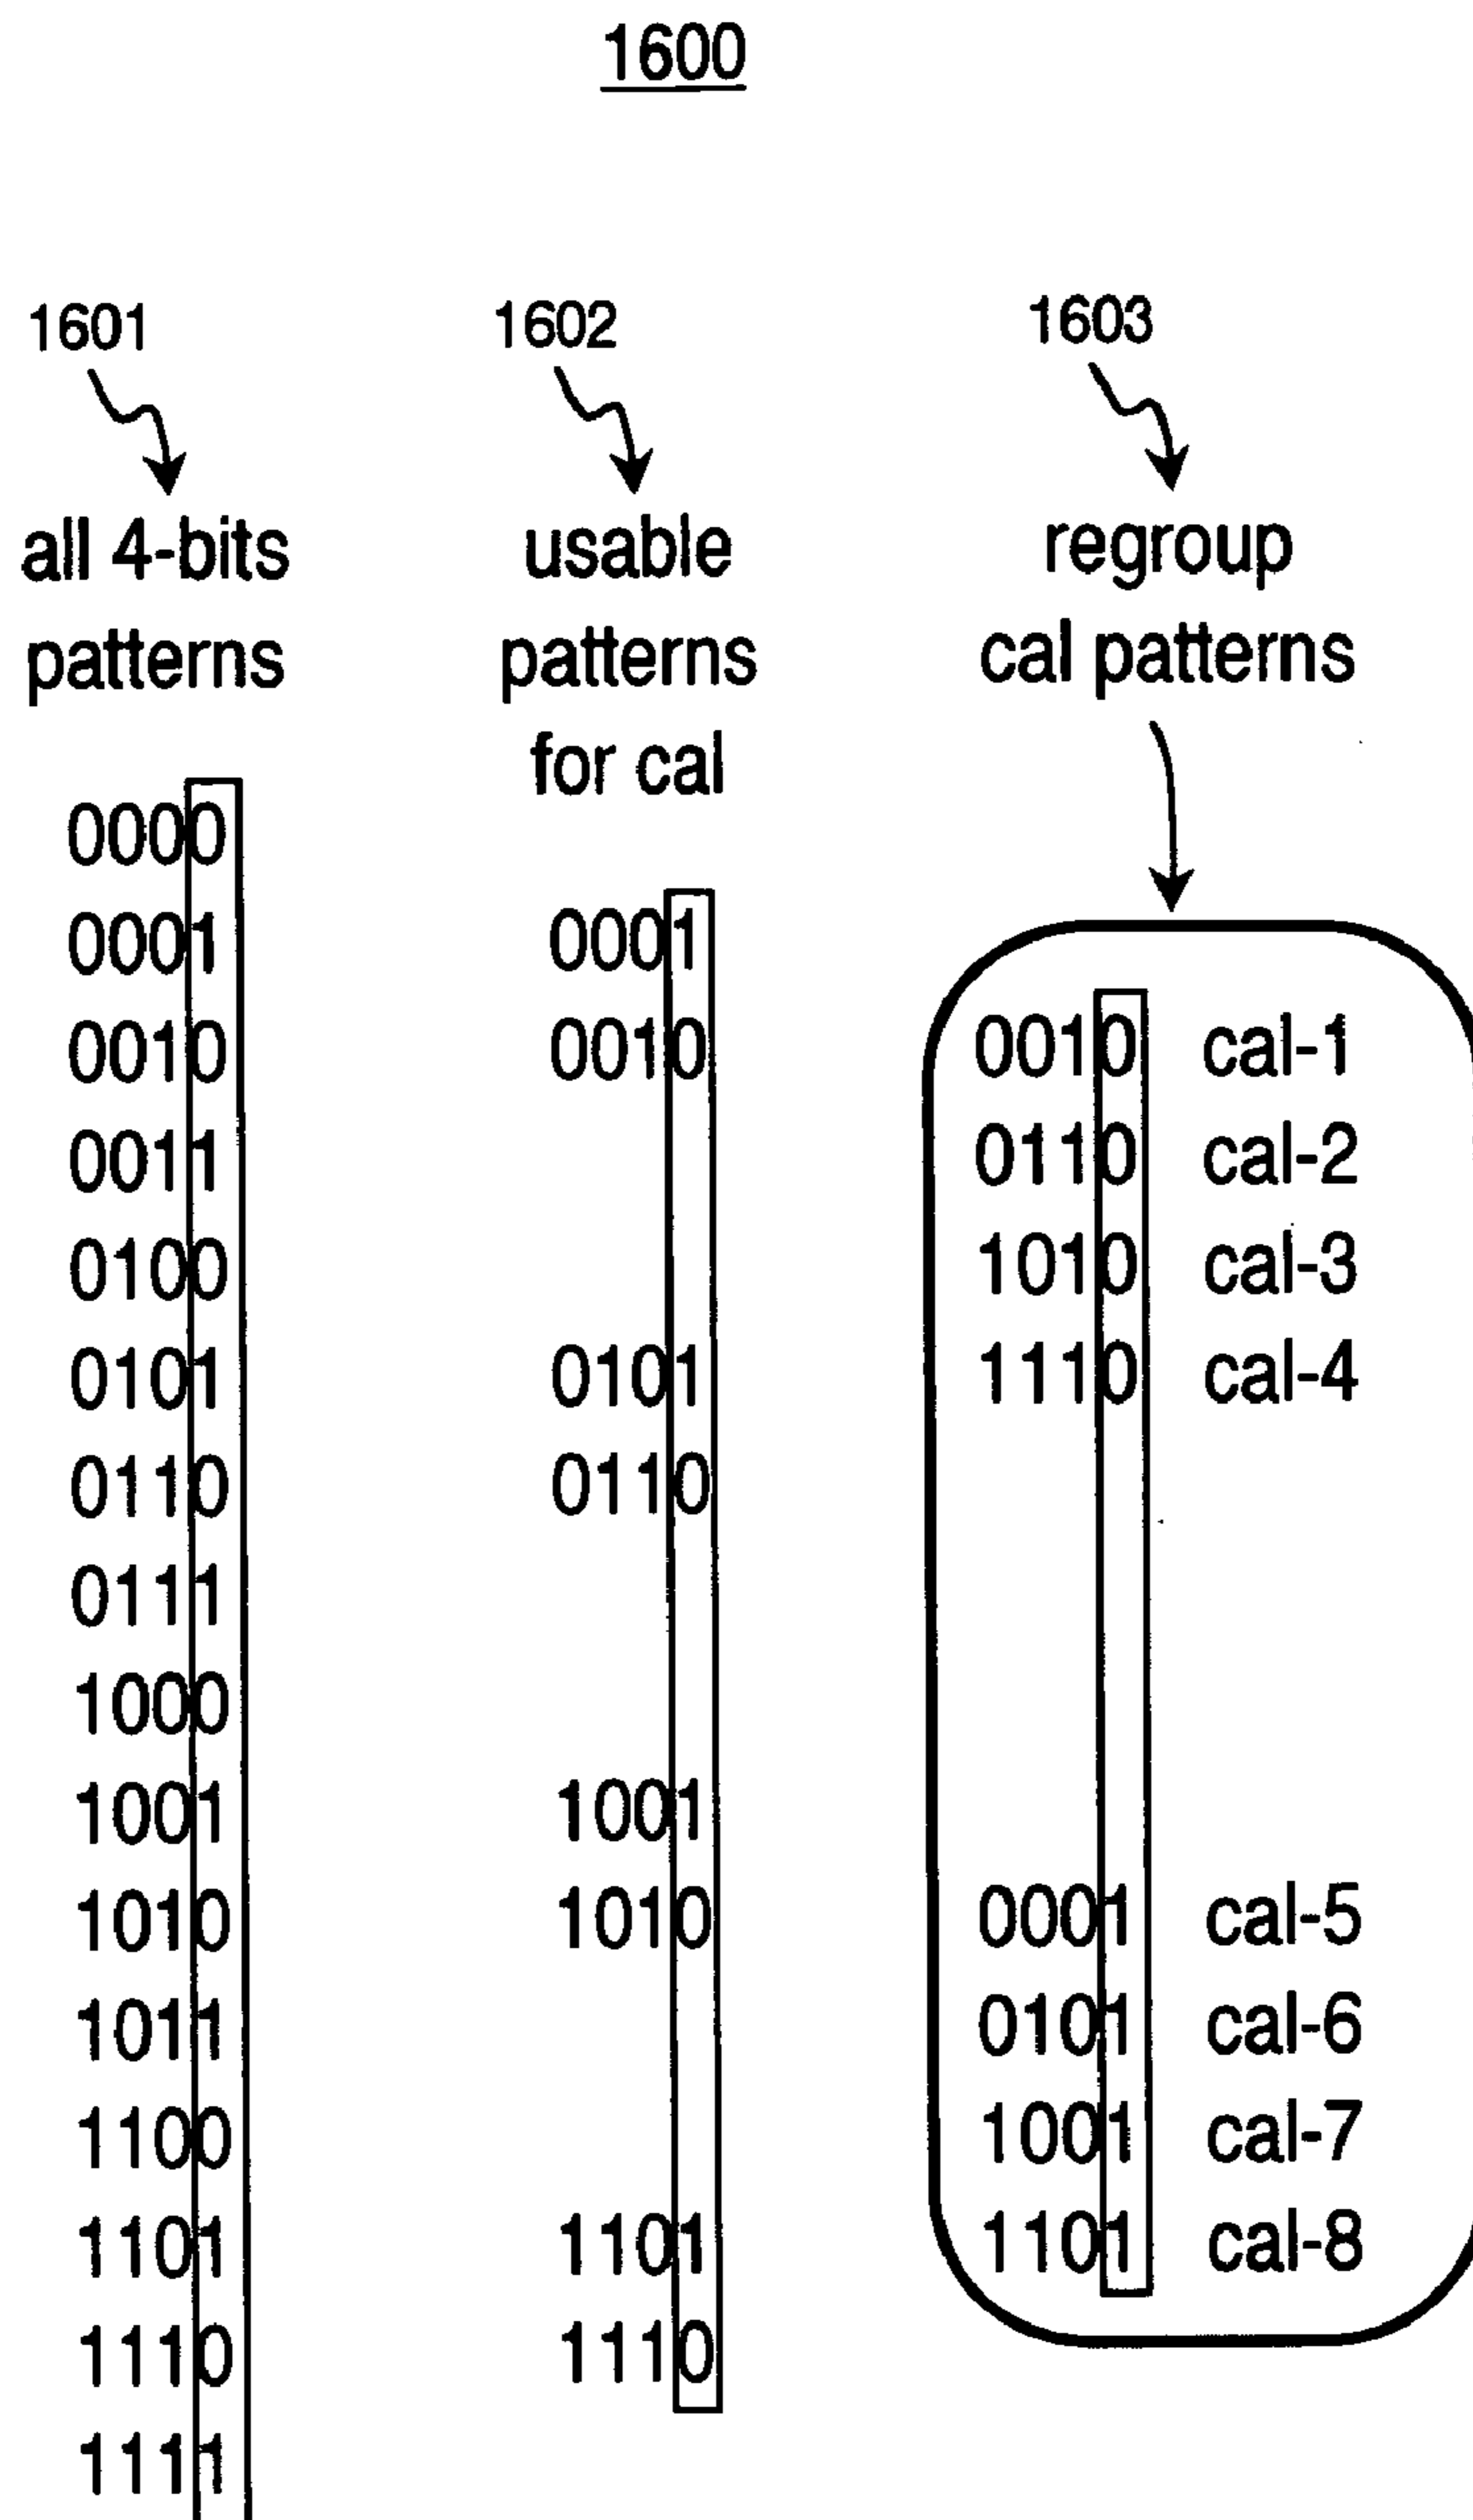 1600
1601
all 4-bits
patterns
0000
0001
0010
0011
0100
0101
0110
0111
1000
1001
1010
1011
1100
1101
1110
1111
1602
usable
patterns
for cal
0001
0010
0101
0110
1001
1010
1101
1110
1603
regroup
cal patterns
0010 cal-1
0110 cal-2
1010 cal-3
1110 cal-4
0001 cal-5
0101 cal-6
1001 cal-7
1101 cal-8